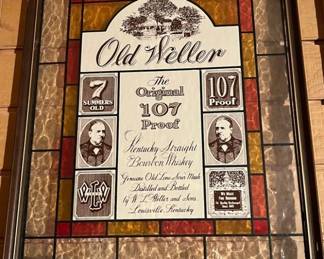 Old Weller
The
Original
107
Proof
7
SUMMERS
OLD
107
Proof
Kentucky Straight
Bourbon Whiskey
Genuine Old Line Sour Mash
Distilled and Bottled
by W. L. Weller and Sons
Louisville, Kentucky